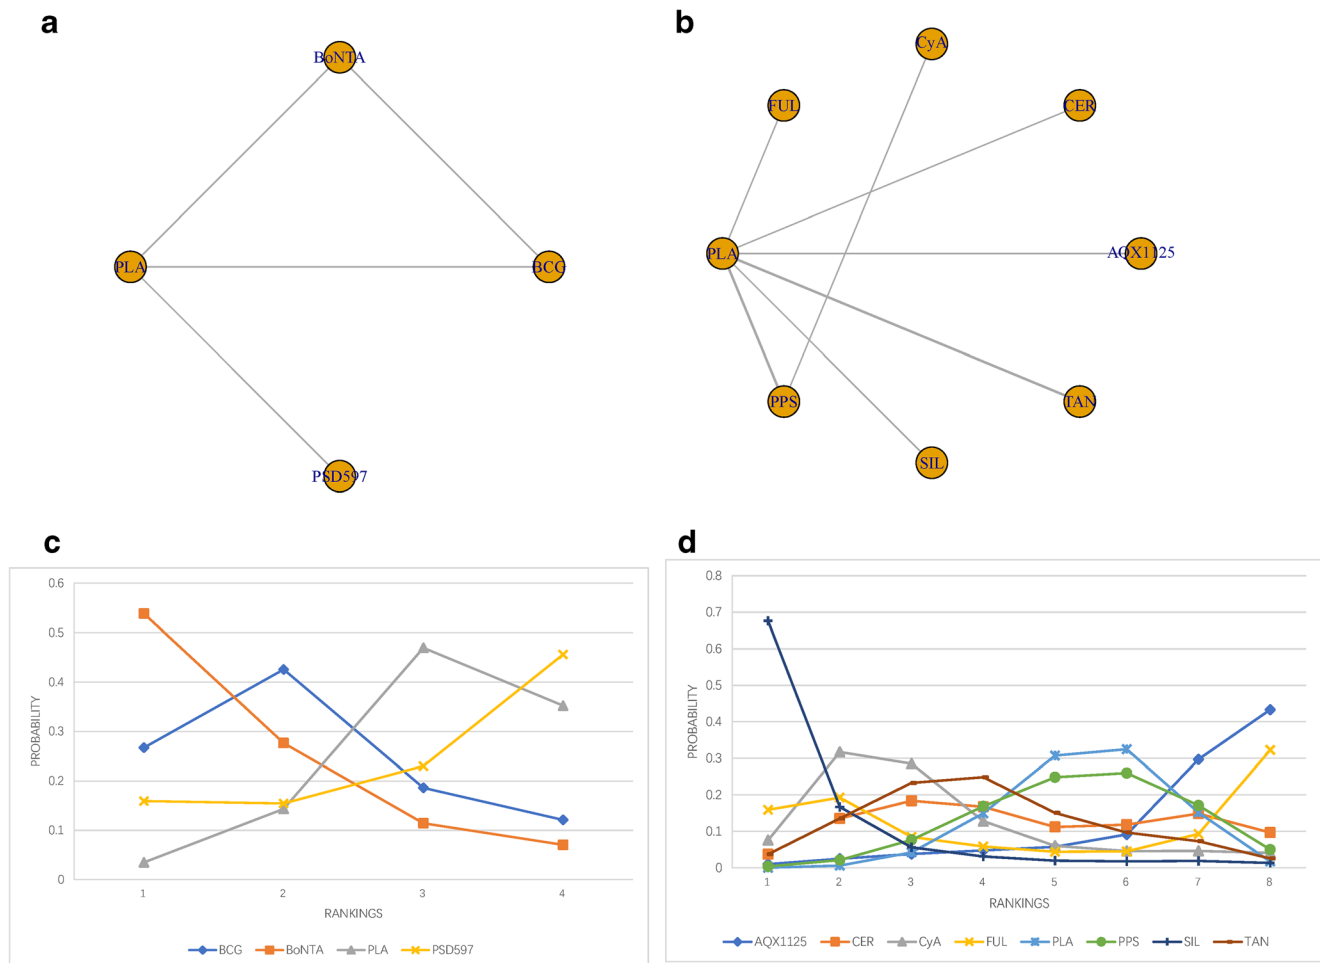 a
b
BoNTA
PLA
BCG
PSD597
CyA
FUL
CER
PLA
AQX1125
PPS
TAN
SIL
c
d
0.6
0.5
0.4
0.3
0.2
0.1
0
PROBABILITY
1 2 3 4
RANKINGS
BCG BoNTA PLA PSD597
0.8
0.7
0.6
0.5
0.4
0.3
0.2
0.1
0
PROBABILITY
1 2 3 4 5 6 7 8
RANKINGS
AQX1125 CER CyA FUL PLA PPS SIL TAN